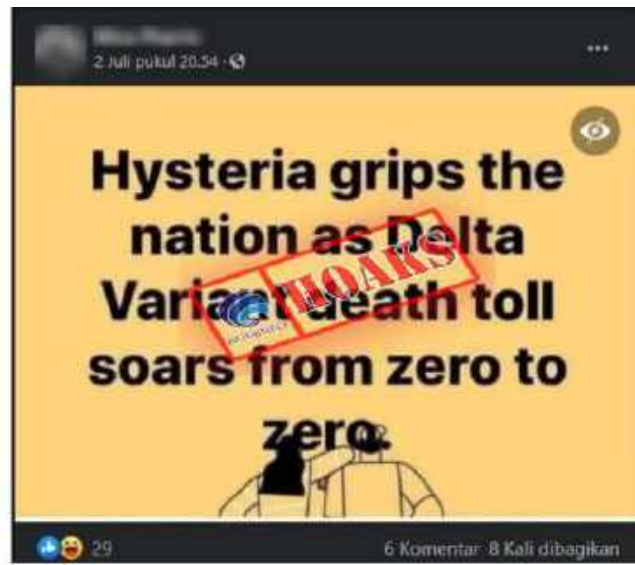 2 Juli pukul 20.54
Hysteria grips the
nation as Delta
Variant death toll
soars from zero to
zero.
HOAKS
KOMINFO
29
6 Komentar 8 Kali dibagikan